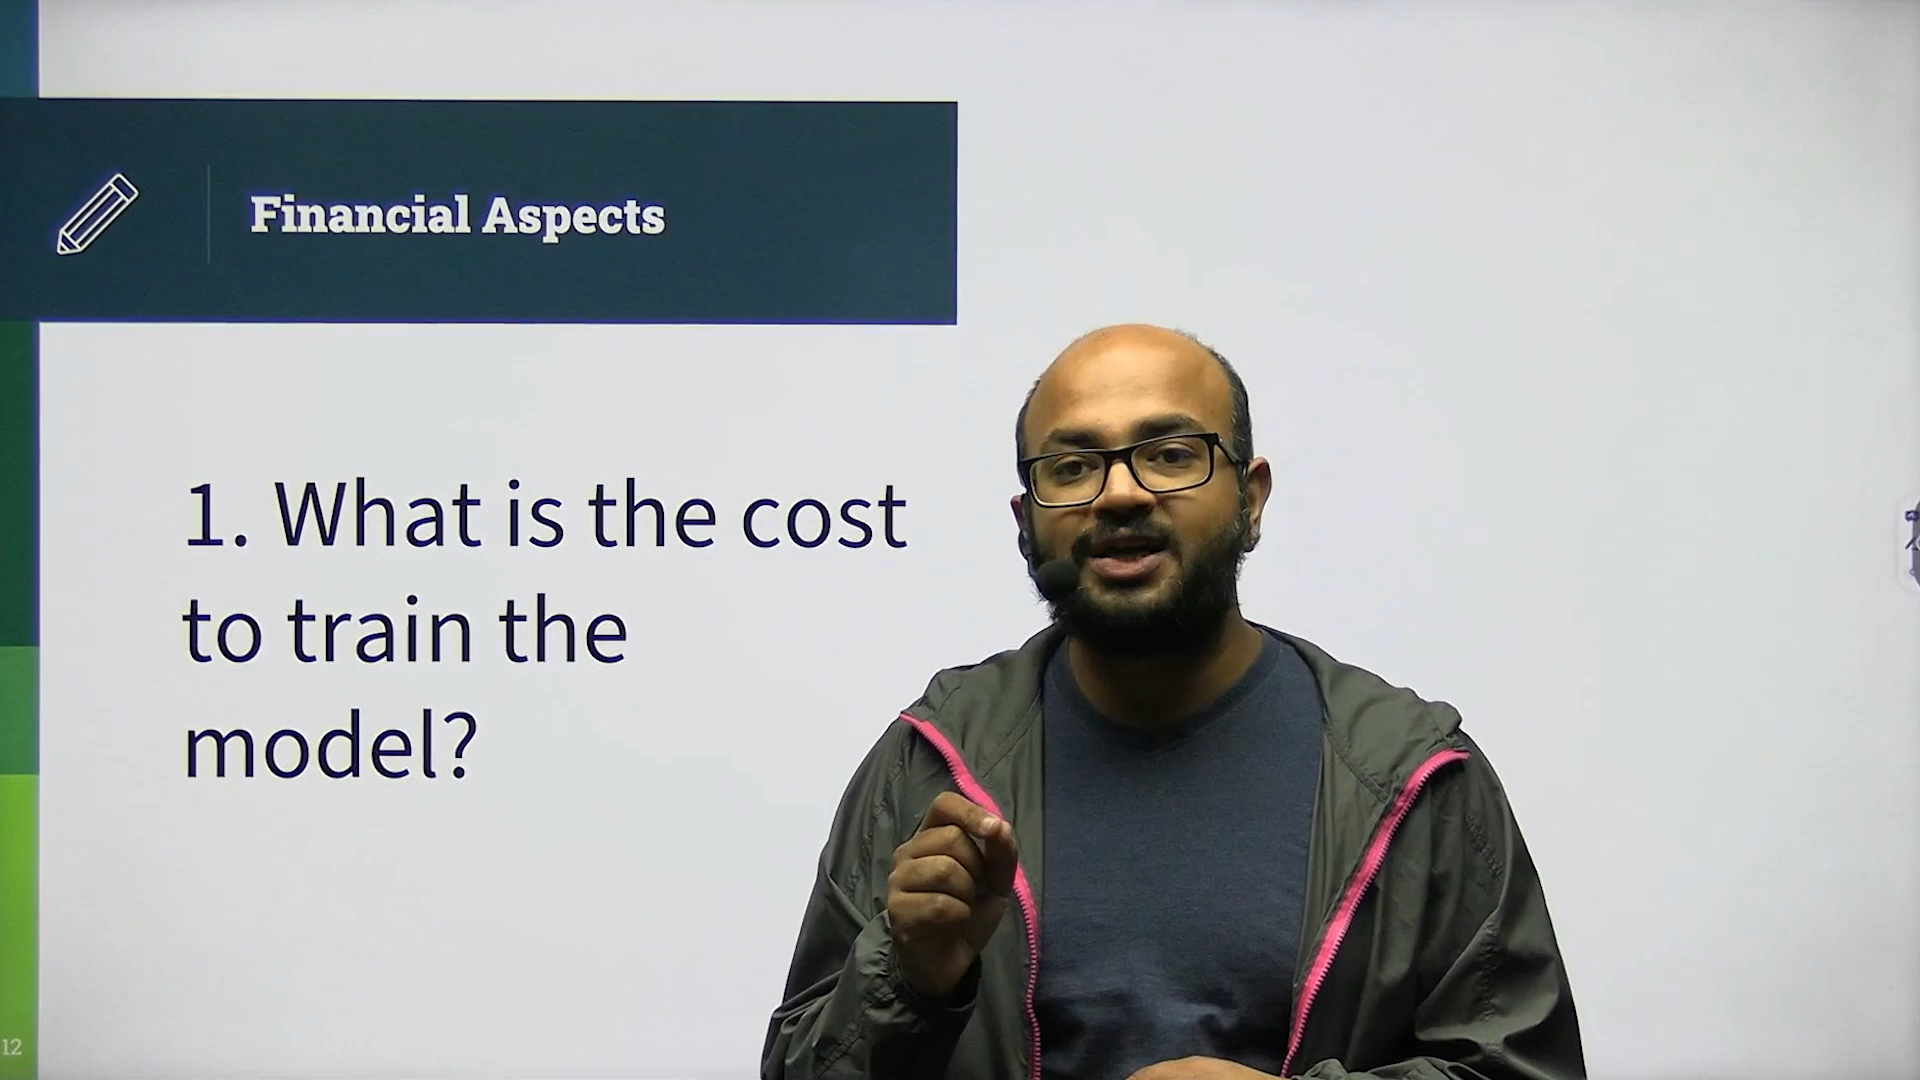 Financial Aspects
1. What is the cost
to train the
model?
12